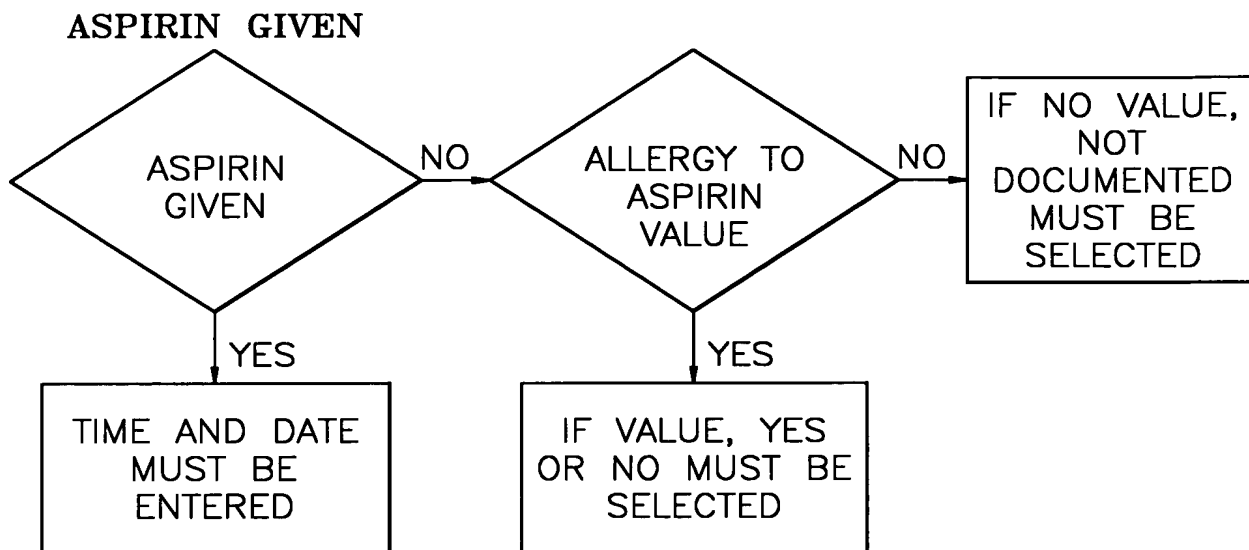 ASPIRIN GIVEN
ASPIRIN
GIVEN
NO
ALLERGY TO
ASPIRIN
VALUE
NO
IF NO VALUE,
NOT
DOCUMENTED
MUST BE
SELECTED
YES
TIME AND DATE
MUST BE
ENTERED
YES
IF VALUE, YES
OR NO MUST BE
SELECTED